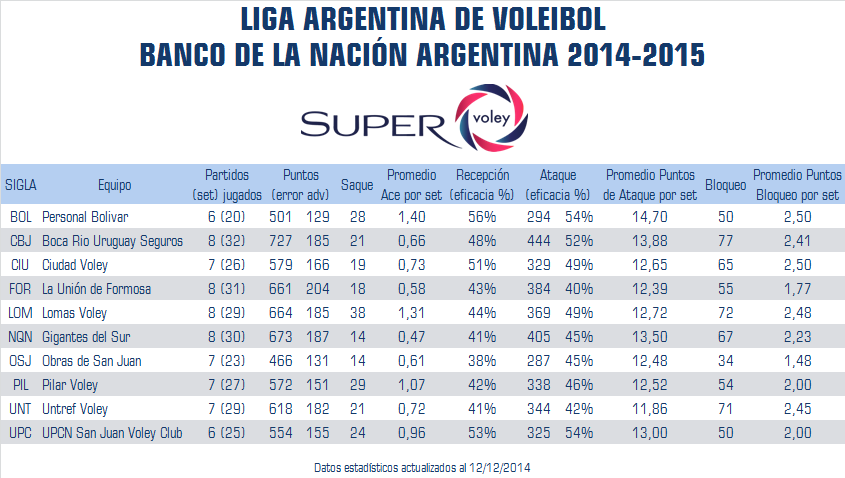 LIGA ARGENTINA DE VOLEIBOL
BANCO DE LA NACIÓN ARGENTINA 2014-2015
SUPER voley
SIGLA Equipo Partidos (set) jugados Puntos (error adv) Saque Promedio Ace por set Recepción (eficacia %) Ataque (eficacia %) Promedio Puntos de Ataque por set Bloqueo Promedio Puntos Bloqueo por set
BOL Personal Bolivar 6 (20) 501 129 28 1,40 56% 294 54% 14,70 50 2,50
CBJ Boca Rio Uruguay Seguros 8 (32) 727 185 21 0,66 48% 444 52% 13,88 77 2,41
CIU Ciudad Voley 7 (26) 579 166 19 0,73 51% 329 49% 12,65 65 2,50
FOR La Unión de Formosa 8 (31) 661 204 18 0,58 43% 384 40% 12,39 55 1,77
LOM Lomas Voley 8 (29) 664 185 38 1,31 44% 369 49% 12,72 72 2,48
NQN Gigantes del Sur 8 (30) 673 187 14 0,47 41% 405 45% 13,50 67 2,23
OSJ Obras de San Juan 7 (23) 466 131 14 0,61 38% 287 45% 12,48 34 1,48
PIL Pilar Voley 7 (27) 572 151 29 1,07 42% 338 46% 12,52 54 2,00
UNT Untref Voley 7 (29) 618 182 21 0,72 41% 344 42% 11,86 71 2,45
UPC UPCN San Juan Voley Club 6 (25) 554 155 24 0,96 53% 325 54% 13,00 50 2,00
Datos estadísticos actualizados al 12/12/2014